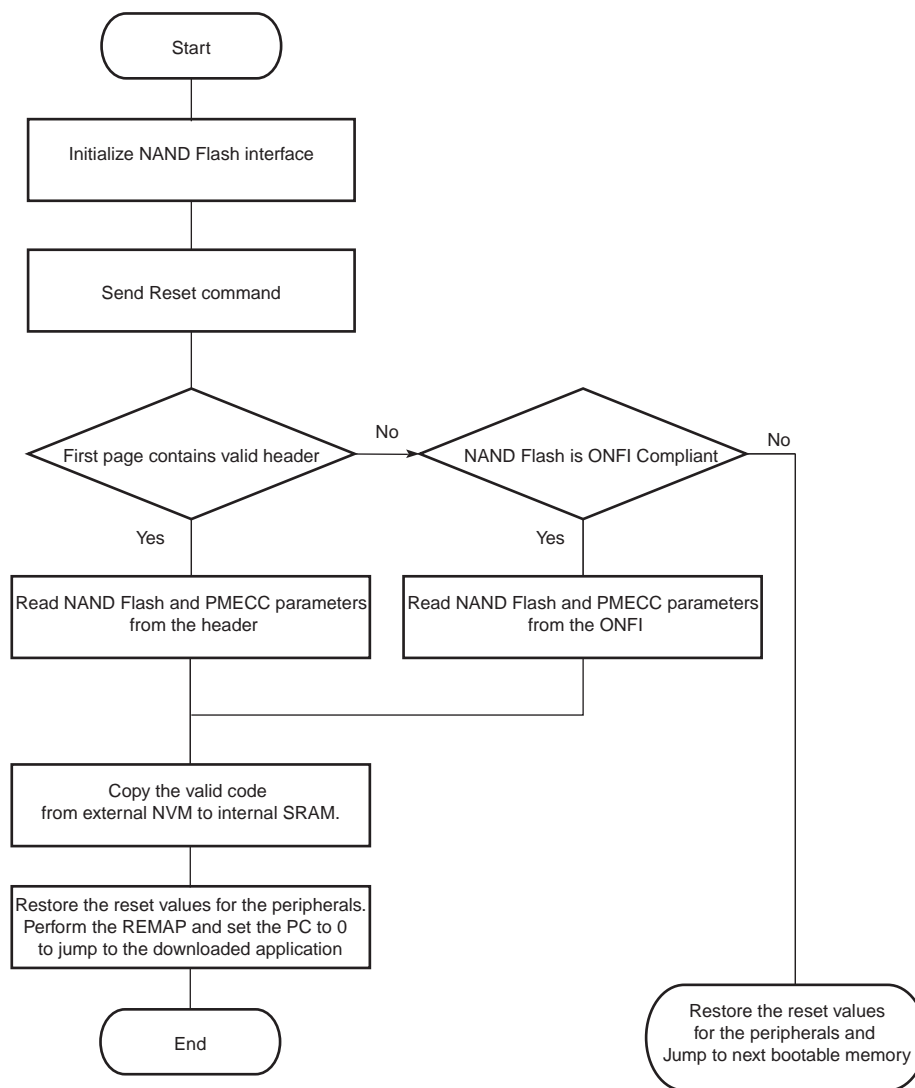 Start
Initialize NAND Flash interface
Send Reset command
First page contains valid header
No
NAND Flash is ONFI Compliant
No
Yes
Yes
Read NAND Flash and PMECC parameters
from the header
Read NAND Flash and PMECC parameters
from the ONFI
Copy the valid code
from external NVM to internal SRAM.
Restore the reset values for the peripherals.
Perform the REMAP and set the PC to 0
to jump to the downloaded application
End
Restore the reset values
for the peripherals and
Jump to next bootable memory